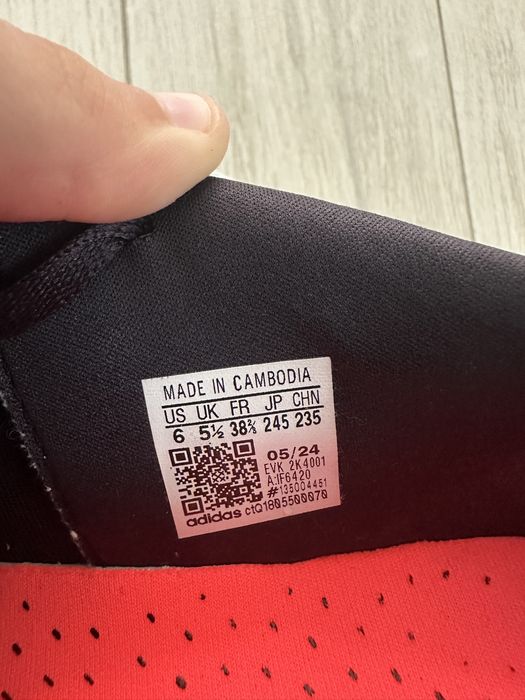 MADE IN CAMBODIA
US UK FR JP CHN
6 5½ 38⅔ 245 235
05/24
EVK 2K4001
A:IF6420
#135004451
adidas ctQ1805500070